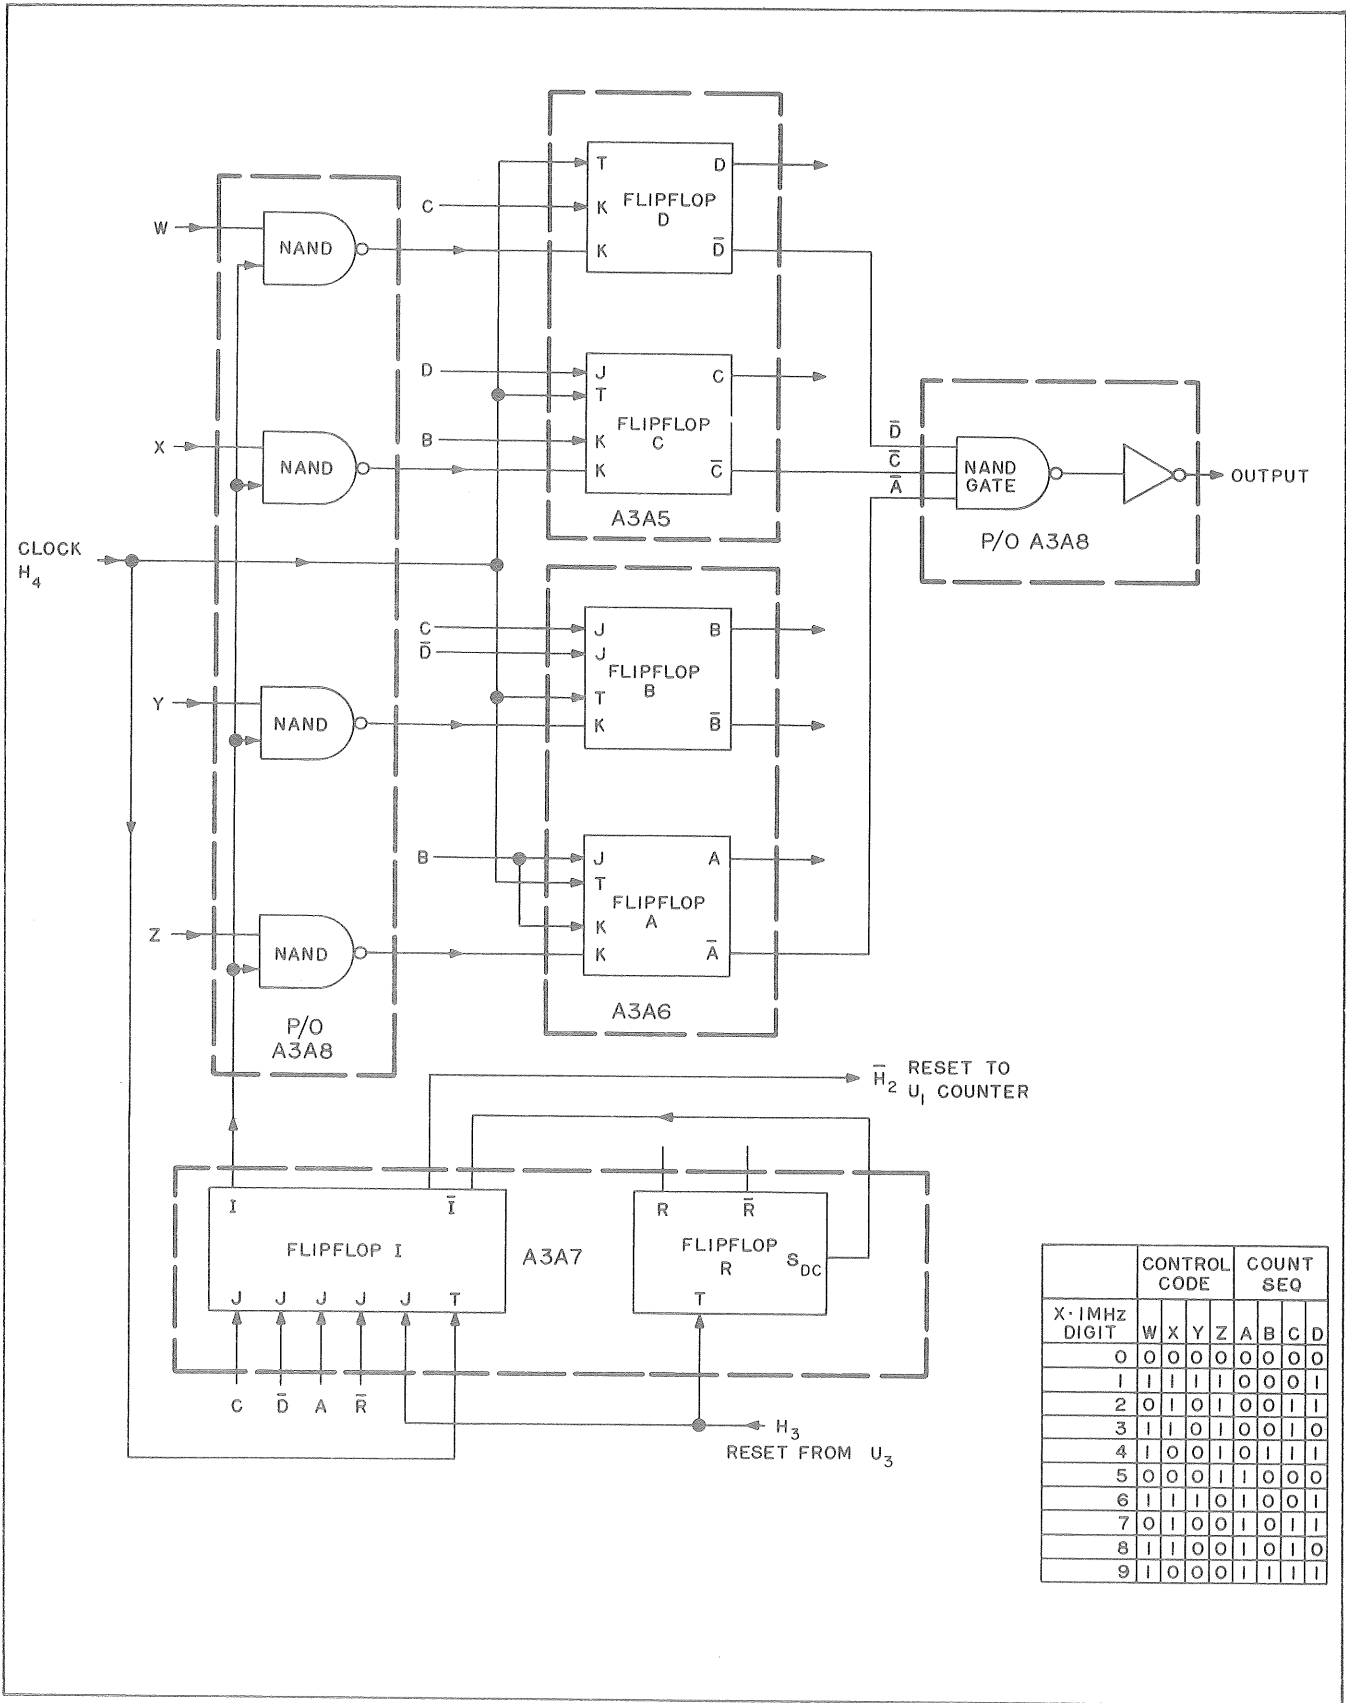 W
NAND
X
NAND
CLOCK
H4
Y
NAND
Z
NAND
P/O
A3A8
C
T D
K FLIPFLOP
D
K D̅
D
B
J C
T
FLIPFLOP
K C
K C̅
A3A5
C
D̅
J B
J
FLIPFLOP
B
T
K B̅
B
J A
T
FLIPFLOP
K A
K A̅
A3A6
D̅
C̅
A̅
NAND
GATE
OUTPUT
P/O A3A8
H̅2 RESET TO
U1 COUNTER
I I̅
FLIPFLOP I
J J J J J T
A3A7
R R̅
FLIPFLOP
R
SDC
T
C D̅ A R̅
H3
RESET FROM U3
CONTROL CODE COUNT SEQ
X·1MHz DIGIT W X Y Z A B C D
0 0 0 0 0 0 0 0 0
1 1 1 1 1 0 0 0 1
2 0 1 0 1 0 0 1 1
3 1 1 0 1 0 0 1 0
4 1 0 0 1 0 1 1 1
5 0 0 0 1 1 0 0 0
6 1 1 1 0 1 0 0 1
7 0 1 0 0 1 0 1 1
8 1 1 0 0 1 0 1 0
9 1 0 0 0 1 1 1 1